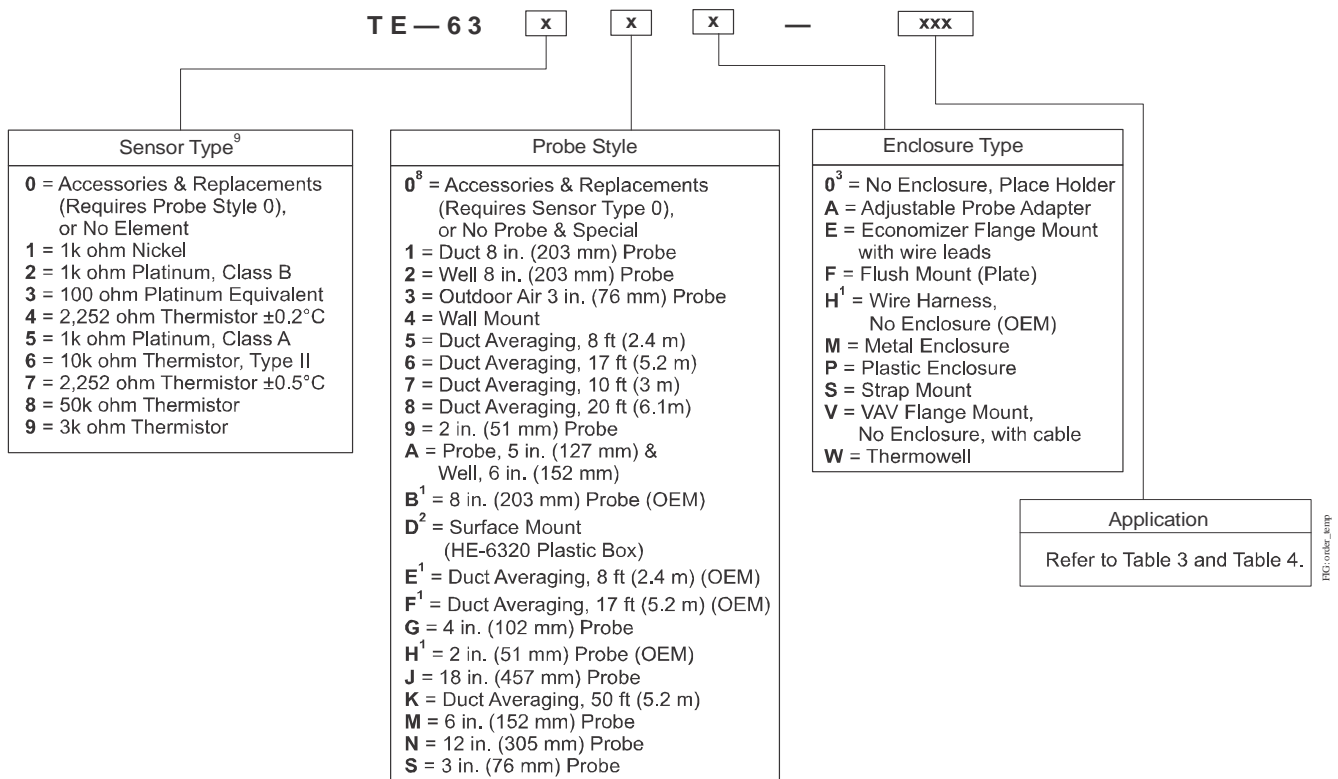 TE—63 x x x — xxx
Sensor Type9
0 = Accessories & Replacements
(Requires Probe Style 0),
or No Element
1 = 1k ohm Nickel
2 = 1k ohm Platinum, Class B
3 = 100 ohm Platinum Equivalent
4 = 2,252 ohm Thermistor ±0.2°C
5 = 1k ohm Platinum, Class A
6 = 10k ohm Thermistor, Type II
7 = 2,252 ohm Thermistor ±0.5°C
8 = 50k ohm Thermistor
9 = 3k ohm Thermistor
Probe Style
08 = Accessories & Replacements
(Requires Sensor Type 0),
or No Probe & Special
1 = Duct 8 in. (203 mm) Probe
2 = Well 8 in. (203 mm) Probe
3 = Outdoor Air 3 in. (76 mm) Probe
4 = Wall Mount
5 = Duct Averaging, 8 ft (2.4 m)
6 = Duct Averaging, 17 ft (5.2 m)
7 = Duct Averaging, 10 ft (3 m)
8 = Duct Averaging, 20 ft (6.1m)
9 = 2 in. (51 mm) Probe
A = Probe, 5 in. (127 mm) &
Well, 6 in. (152 mm)
B1 = 8 in. (203 mm) Probe (OEM)
D2 = Surface Mount
(HE-6320 Plastic Box)
E1 = Duct Averaging, 8 ft (2.4 m) (OEM)
F1 = Duct Averaging, 17 ft (5.2 m) (OEM)
G = 4 in. (102 mm) Probe
H1 = 2 in. (51 mm) Probe (OEM)
J = 18 in. (457 mm) Probe
K = Duct Averaging, 50 ft (5.2 m)
M = 6 in. (152 mm) Probe
N = 12 in. (305 mm) Probe
S = 3 in. (76 mm) Probe
Enclosure Type
03 = No Enclosure, Place Holder
A = Adjustable Probe Adapter
E = Economizer Flange Mount
with wire leads
F = Flush Mount (Plate)
H1 = Wire Harness,
No Enclosure (OEM)
M = Metal Enclosure
P = Plastic Enclosure
S = Strap Mount
V = VAV Flange Mount,
No Enclosure, with cable
W = Thermowell
Application
Refer to Table 3 and Table 4.
FIG:order_temp